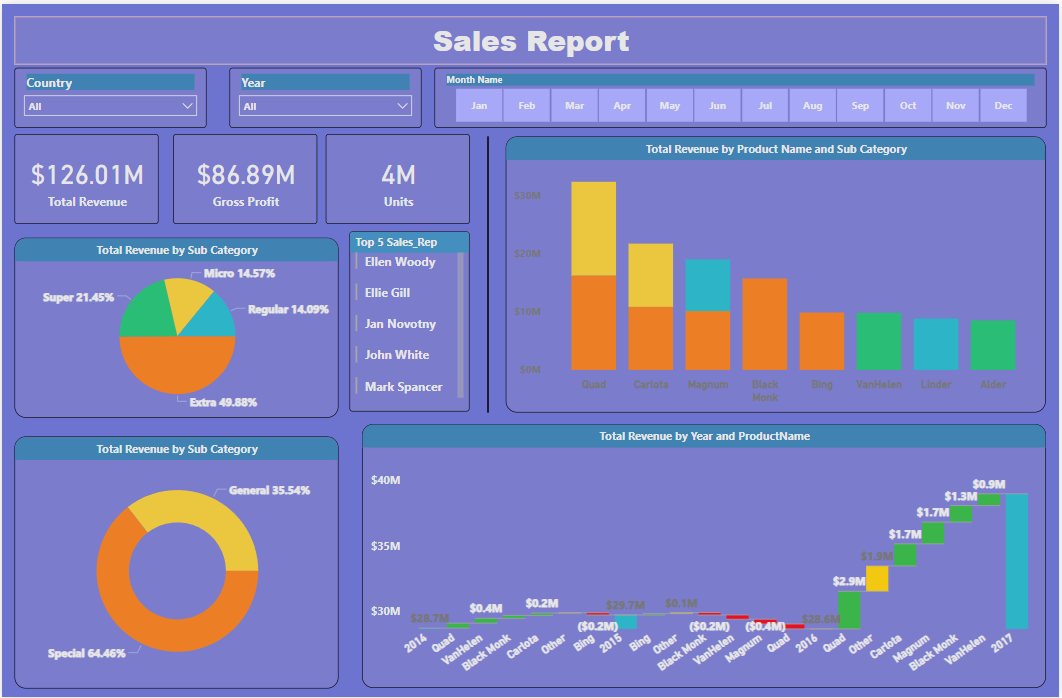 Sales Report
Country
All
Year
All
Month Name
Jan Feb Mar Apr May Jun Jul Aug Sep Oct Nov Dec
$126.01M
Total Revenue
$86.89M
Gross Profit
4M
Units
Total Revenue by Sub Category
Micro 14.57%
Super 21.45%
Regular 14.09%
Extra 49.88%
Top 5 Sales_Rep
Ellen Woody
Ellie Gill
Jan Novotny
John White
Mark Spancer
Total Revenue by Product Name and Sub Category
$30M
$20M
$10M
$0M
Quad Carlota Magnum Black Monk Bing VanHelen Linder Alder
Total Revenue by Sub Category
General 35.54%
Special 64.46%
Total Revenue by Year and ProductName
$40M
$35M
$30M
$28.7M
$0.4M
$0.2M
($0.2M)
$29.7M
$0.1M
($0.2M)
($0.4M)
$28.6M
$2.9M
$1.9M
$1.7M
$1.7M
$1.3M
$0.9M
2014 Quad VanHelen Black Monk Carlota Other Bing 2015 Bing Other Black Monk VanHelen Magnum Quad 2016 Quad Other Carlota Magnum Black Monk VanHelen 2017